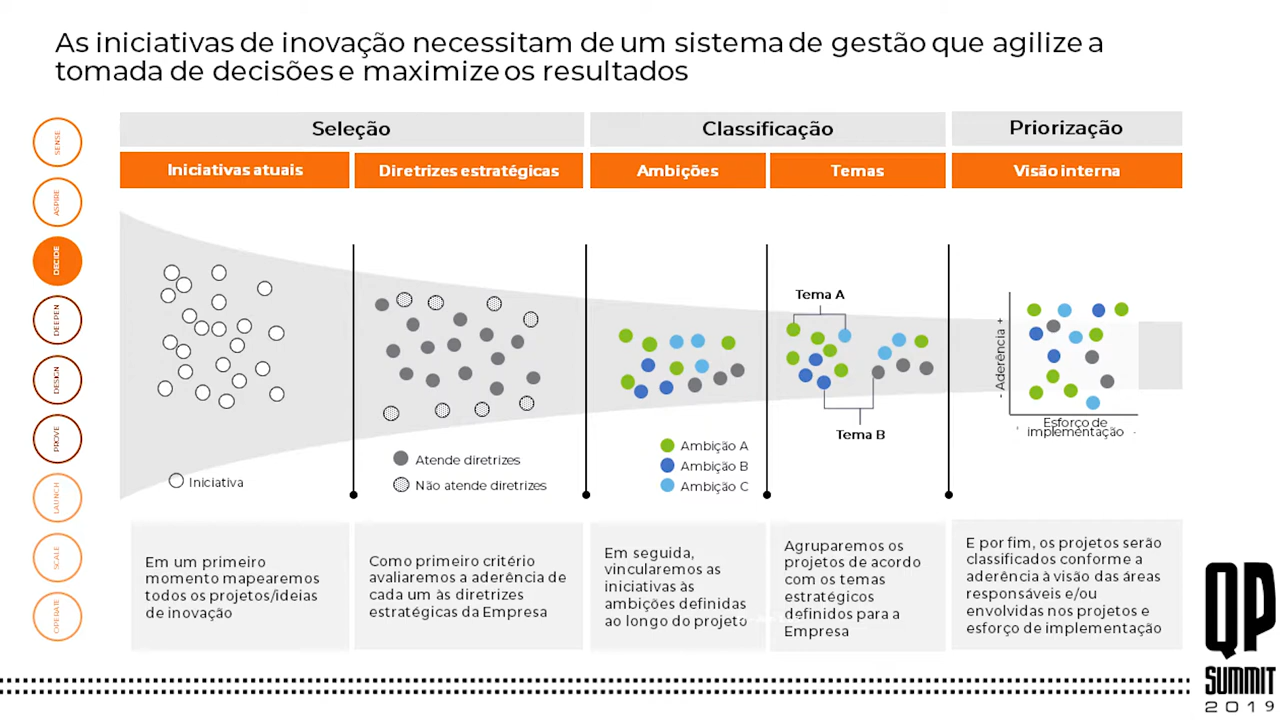 As iniciativas de inovação necessitam de um sistema de gestão que agilize a
tomada de decisões e maximize os resultados
SENSE
ASPIRE
DECIDE
DEEPEN
DESIGN
PROVE
LAUNCH
SCALE
OPERATE
Seleção
Classificação
Priorização
Iniciativas atuais
Diretrizes estratégicas
Ambições
Temas
Visão interna
Iniciativa
Atende diretrizes
Não atende diretrizes
Ambição A
Ambição B
Ambição C
Tema A
Tema B
- Aderência +
Esforço de
implementação
Em um primeiro
momento mapearemos
todos os projetos/ideias
de inovação
Como primeiro critério
avaliaremos a aderência de
cada um às diretrizes
estratégicas da Empresa
Em seguida,
vincularemos as
iniciativas às
ambições definidas
ao longo do projeto
Agruparemos os
projetos de acordo
com os temas
estratégicos
definidos para a
Empresa
E por fim, os projetos serão
classificados conforme a
aderência à visão das áreas
responsáveis e/ou
envolvidas nos projetos e
esforço de implementação
QP
SUMMIT
2019